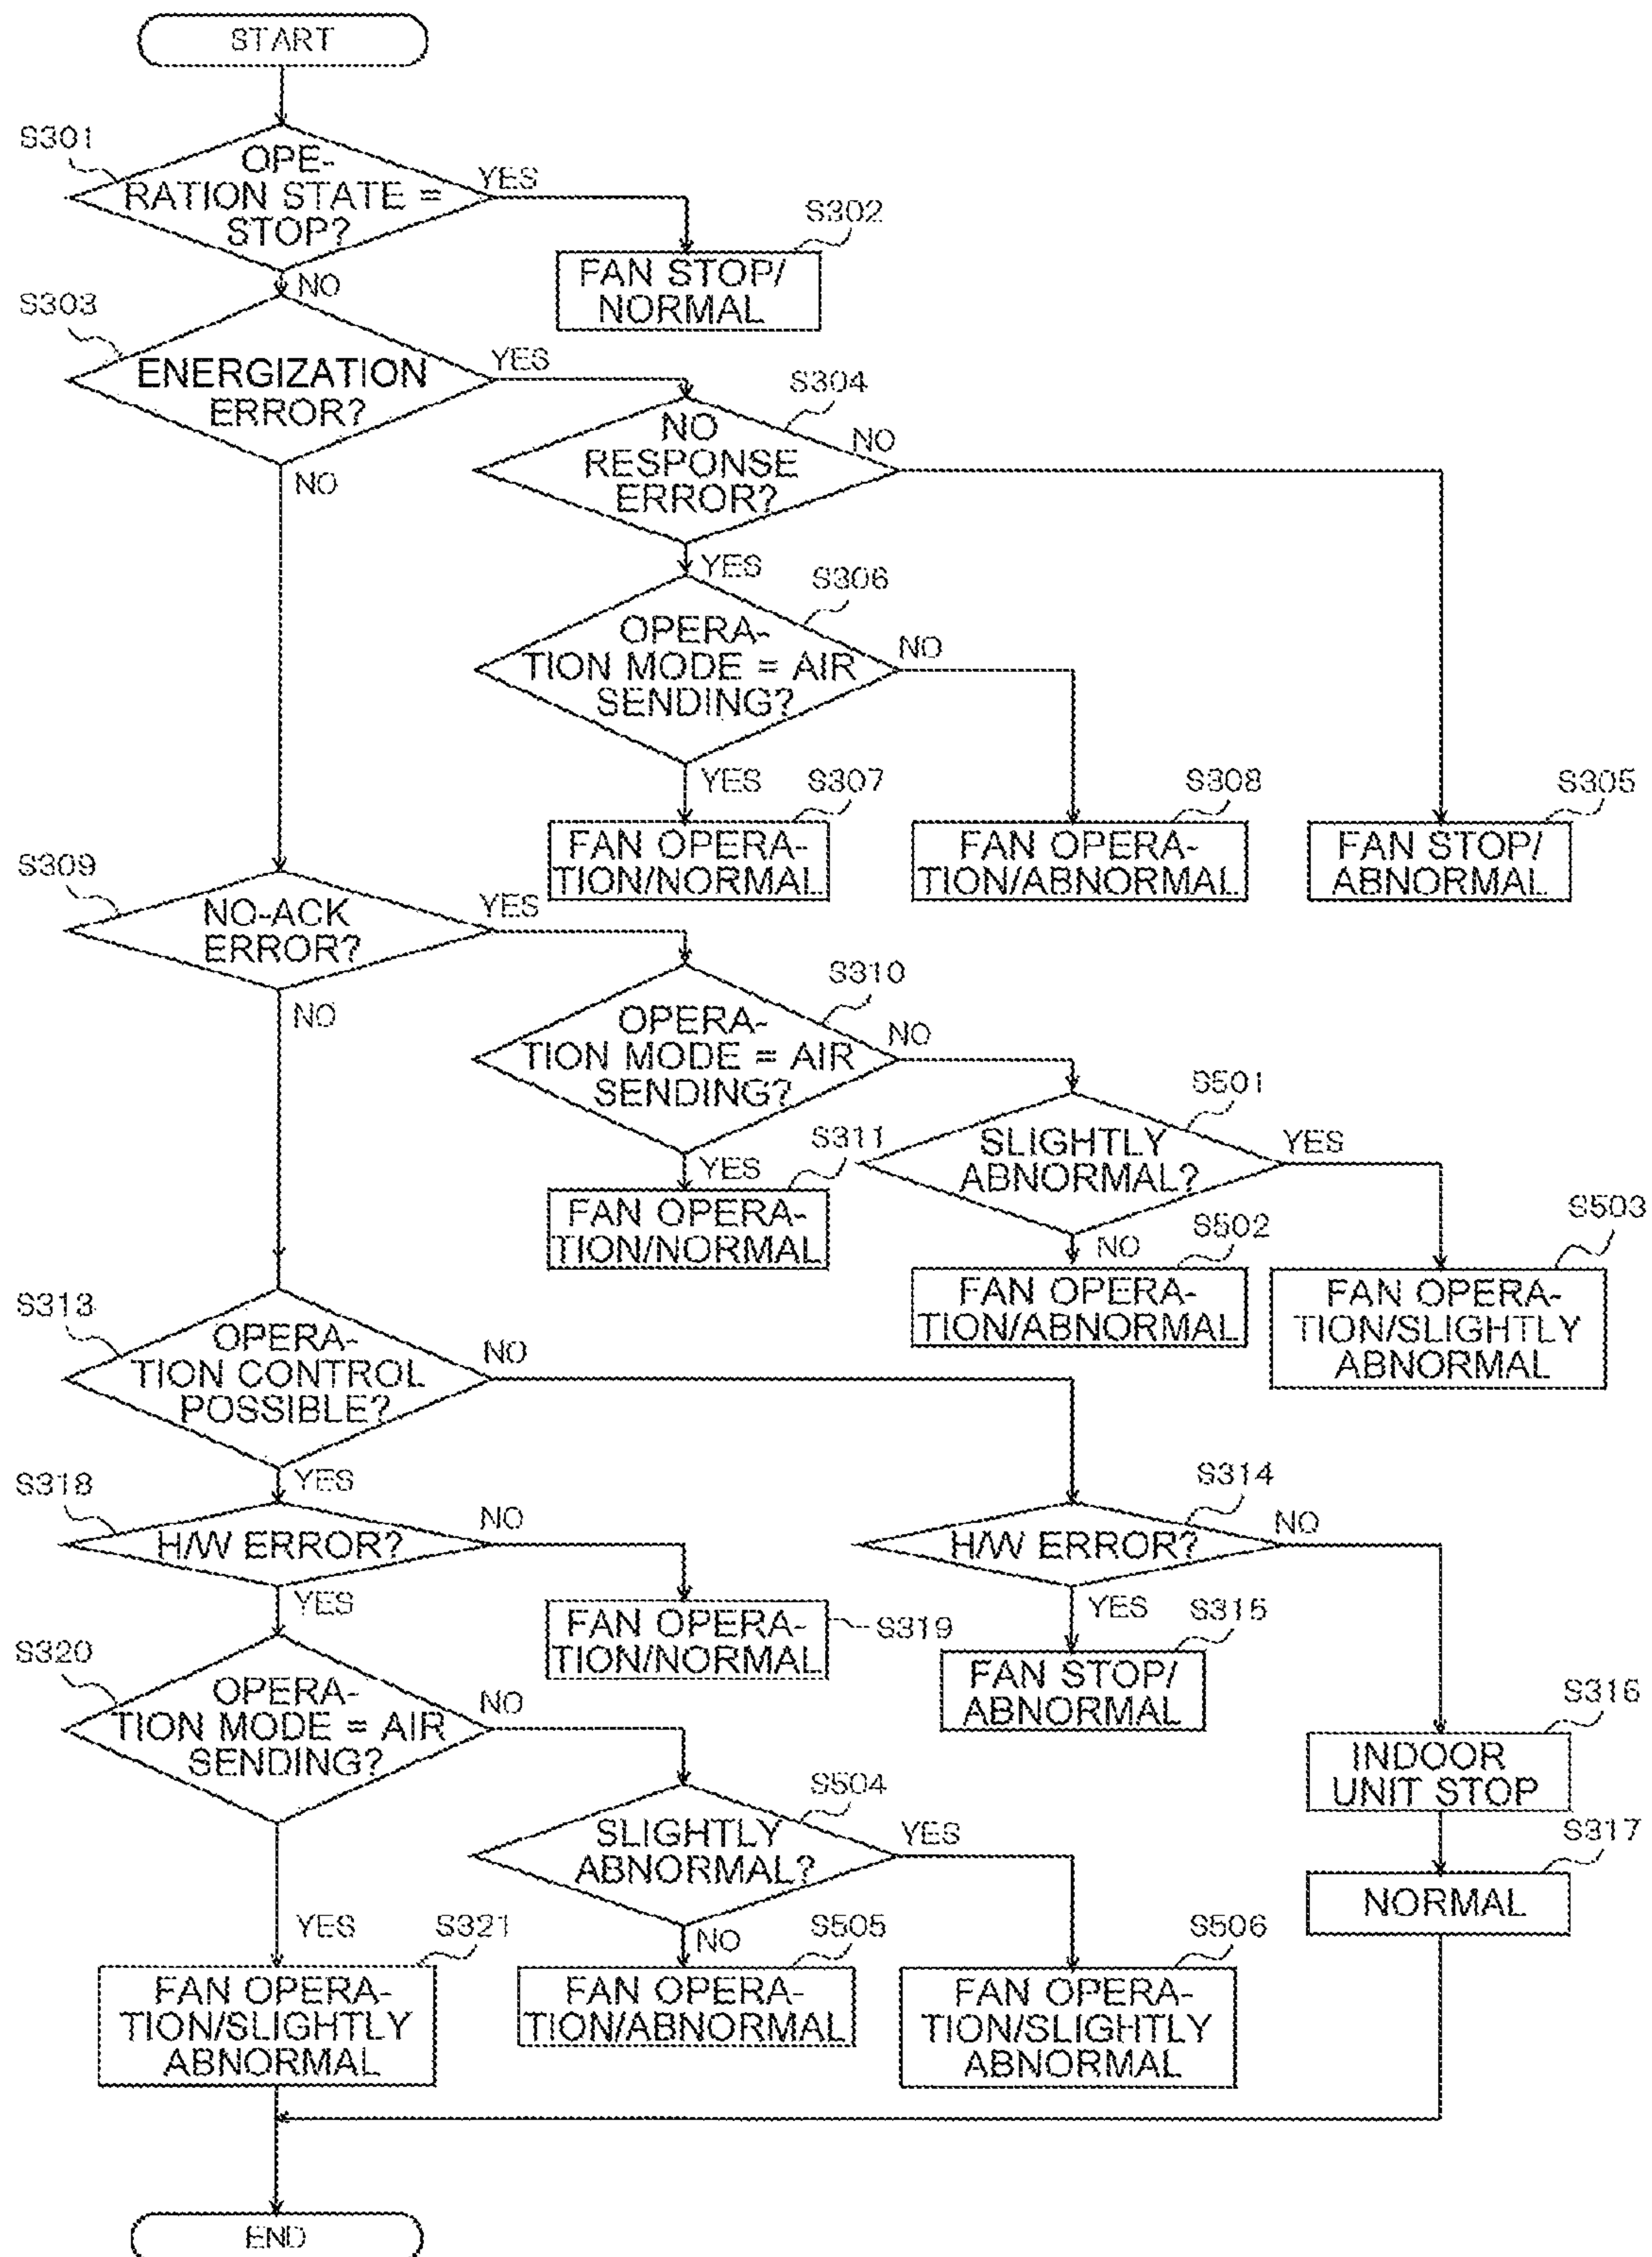 START
S301
OPE-
RATION STATE =
STOP?
YES
S302
FAN STOP/
NORMAL
NO
S303
ENERGIZATION
ERROR?
YES
S304
NO
RESPONSE
ERROR?
NO
NO
YES
S306
OPERA-
TION MODE = AIR
SENDING?
NO
YES
S307
S308
S305
FAN OPERA-
TION/NORMAL
FAN OPERA-
TION/ABNORMAL
FAN STOP/
ABNORMAL
S309
NO-ACK
ERROR?
YES
NO
S310
OPERA-
TION MODE = AIR
SENDING?
NO
S501
SLIGHTLY
ABNORMAL?
YES
S311
YES
FAN OPERA-
TION/NORMAL
S502
NO
FAN OPERA-
TION/ABNORMAL
S503
FAN OPERA-
TION/SLIGHTLY
ABNORMAL
S313
OPERA-
TION CONTROL
POSSIBLE?
NO
YES
S318
H/W ERROR?
NO
S314
H/W ERROR?
NO
YES
FAN OPERA-
TION/NORMAL
S319
YES
S315
FAN STOP/
ABNORMAL
S320
OPERA-
TION MODE = AIR
SENDING?
NO
S316
INDOOR
UNIT STOP
S504
SLIGHTLY
ABNORMAL?
YES
S317
NORMAL
YES
S321
NO
S505
S506
FAN OPERA-
TION/SLIGHTLY
ABNORMAL
FAN OPERA-
TION/ABNORMAL
FAN OPERA-
TION/SLIGHTLY
ABNORMAL
END